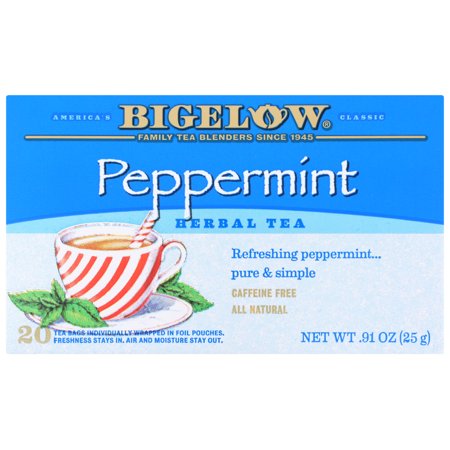 AMERICA'S BIGELOW® CLASSIC
FAMILY TEA BLENDERS SINCE 1945
Peppermint
HERBAL TEA
Refreshing peppermint...
pure & simple
CAFFEINE FREE
ALL NATURAL
20 TEA BAGS INDIVIDUALLY WRAPPED IN FOIL POUCHES.
FRESHNESS STAYS IN. AIR AND MOISTURE STAY OUT.
NET WT .91 OZ (25 g)